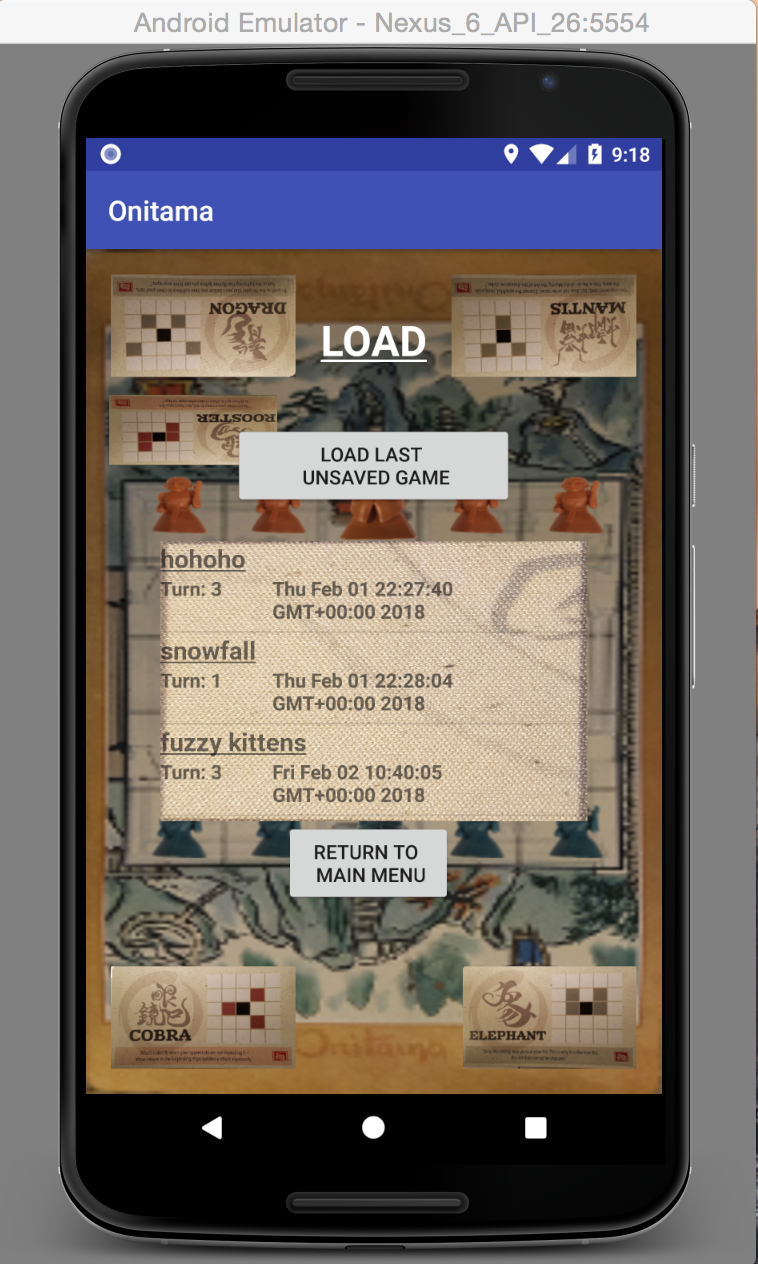 Android Emulator - Nexus_6_API_26:5554
9:18
Onitama
DRAGON
MANTIS
LOAD
ROOSTER
LOAD LAST
UNSAVED GAME
hohoho
Turn: 3 Thu Feb 01 22:27:40
GMT+00:00 2018
snowfall
Turn: 1 Thu Feb 01 22:28:04
GMT+00:00 2018
fuzzy kittens
Turn: 3 Fri Feb 02 10:40:05
GMT+00:00 2018
RETURN TO
MAIN MENU
COBRA
ELEPHANT
Onitama